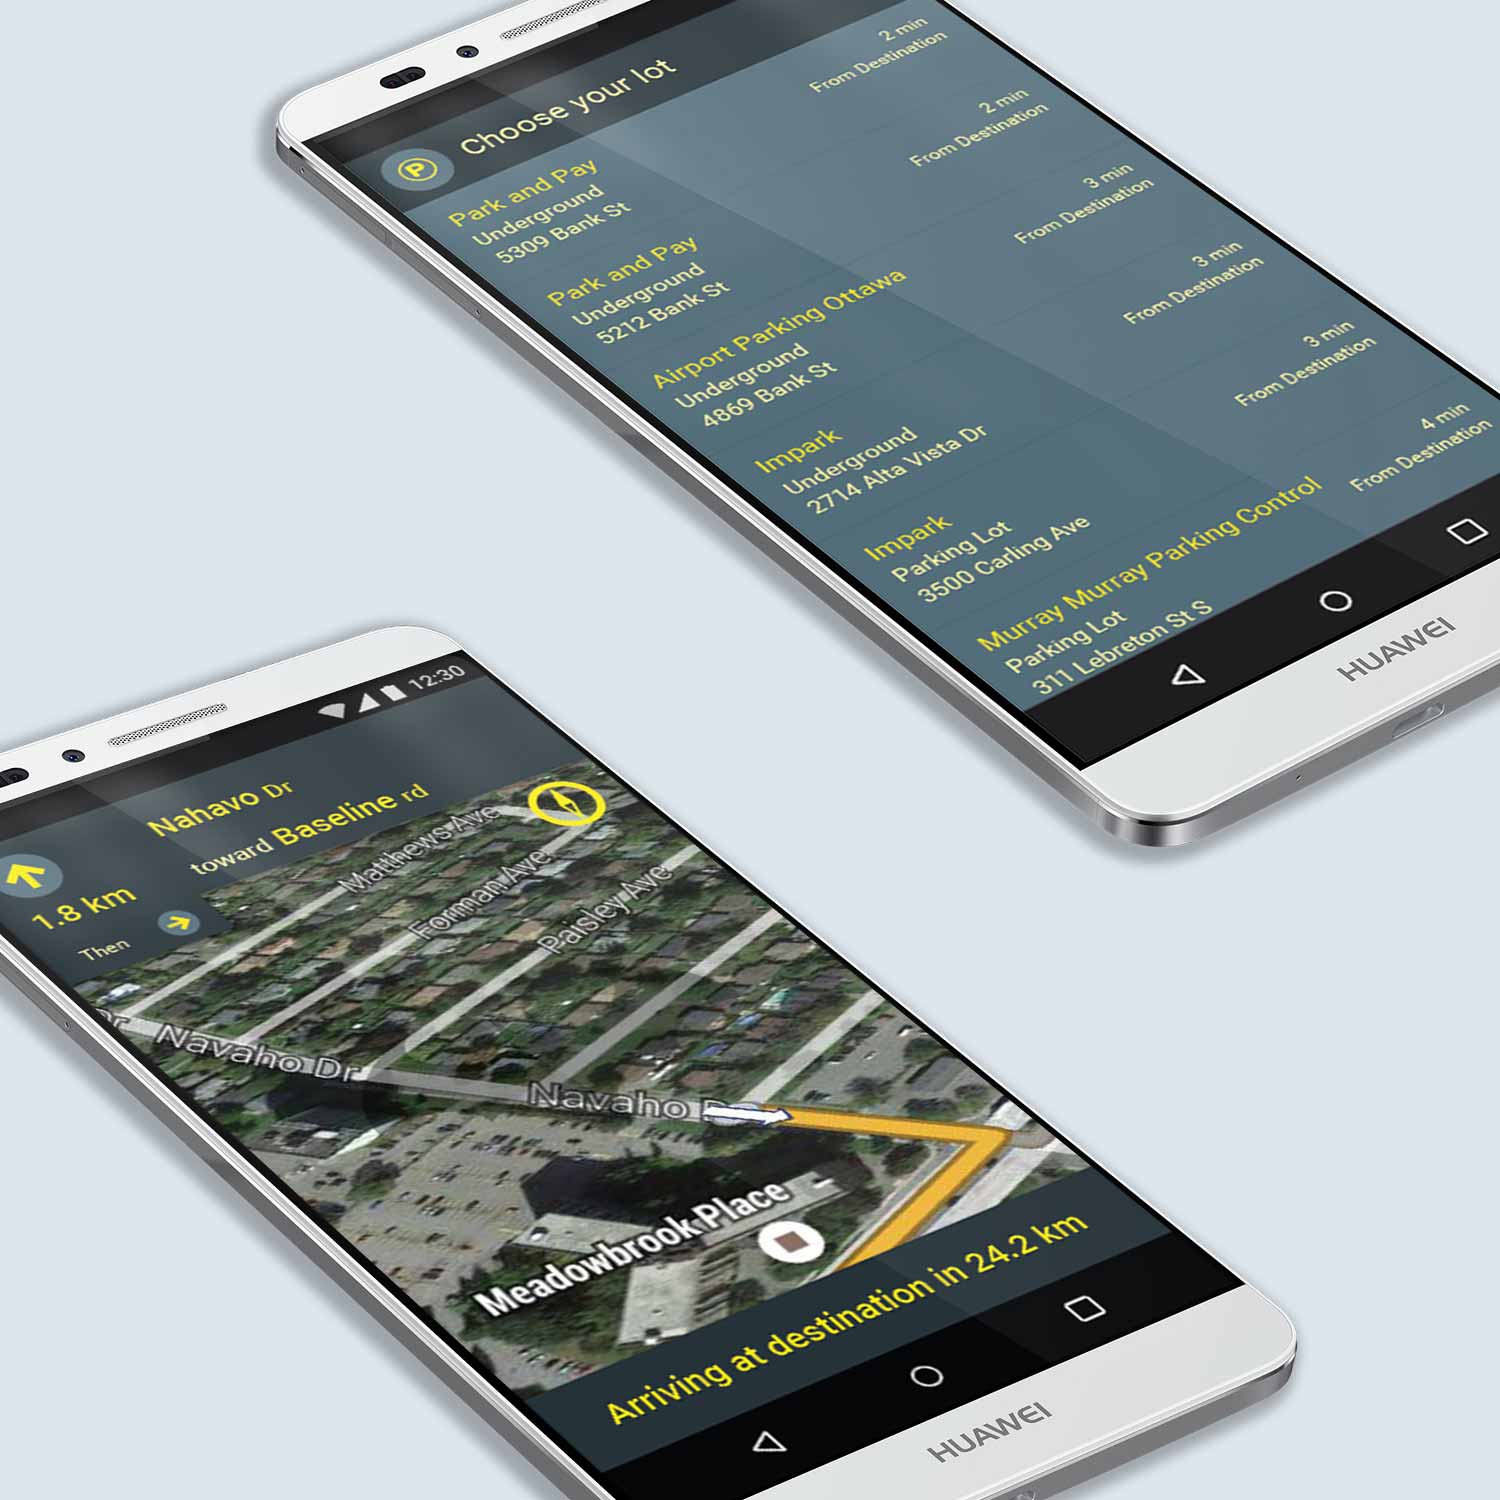 Choose your lot
Park and Pay
Underground
5309 Bank St
2 min
From Destination
Park and Pay
Underground
5212 Bank St
2 min
From Destination
Airport Parking Ottawa
Underground
4869 Bank St
3 min
From Destination
Impark
Underground
2714 Alta Vista Dr
3 min
From Destination
Impark
Parking Lot
3500 Carling Ave
3 min
From Destination
Murray Murray Parking Control
Parking Lot
311 Lebreton St S
4 min
From Destination
HUAWEI
12:30
Nahavo Dr
toward Baseline rd
1.8 km
Then
Matthews Ave
Forman Ave
Paisley Ave
Dr
Navaho Dr
Navaho
Meadowbrook Place
Arriving at destination in 24.2 km
HUAWEI